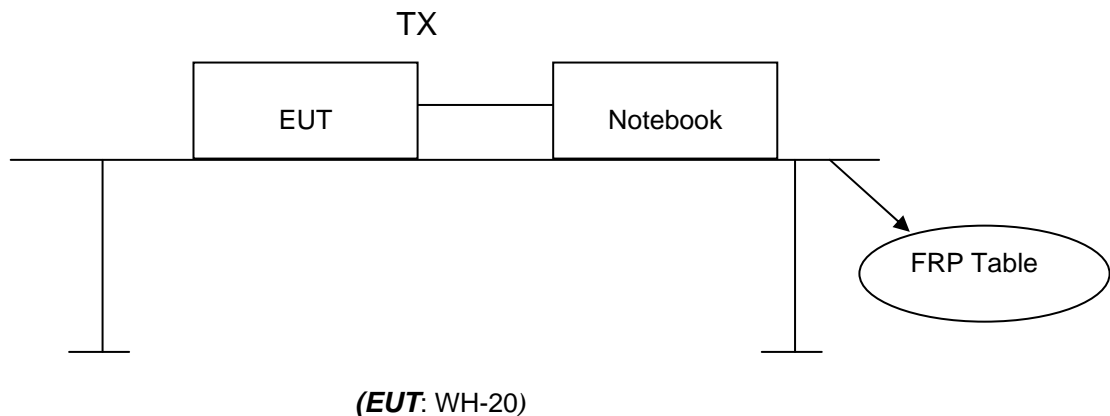 TX
EUT
Notebook
FRP Table
(EUT: WH-20)